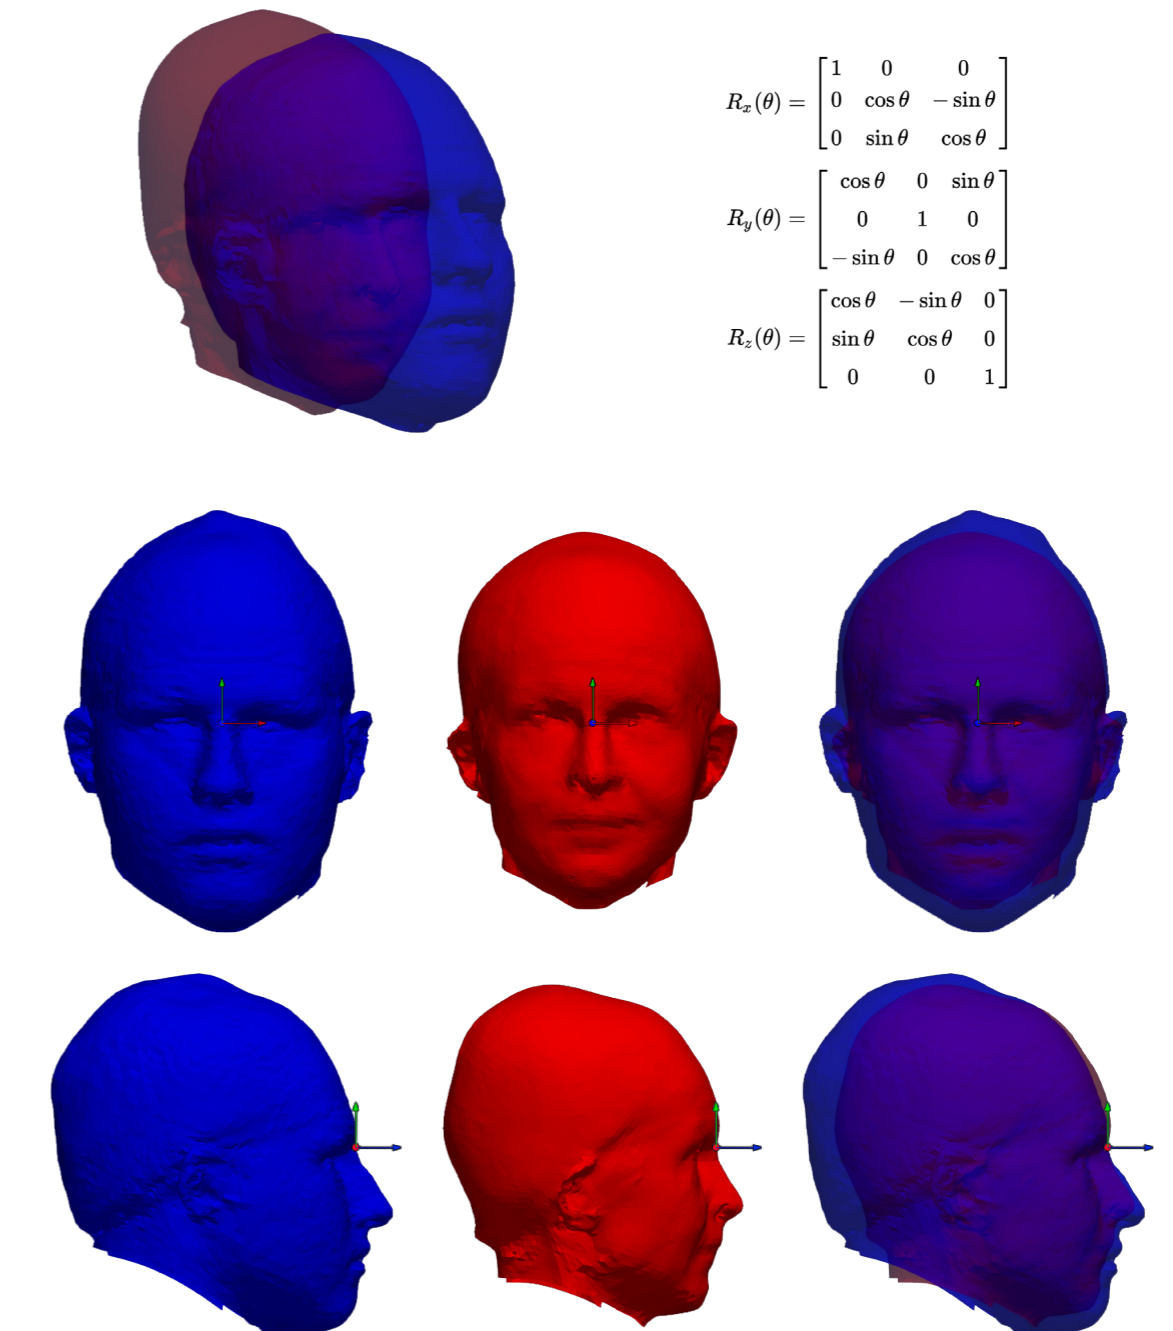 R_x(θ) = [1 0 0
0 cos θ − sin θ
0 sin θ cos θ]
R_y(θ) = [cos θ 0 sin θ
0 1 0
− sin θ 0 cos θ]
R_z(θ) = [cos θ − sin θ 0
sin θ cos θ 0
0 0 1]